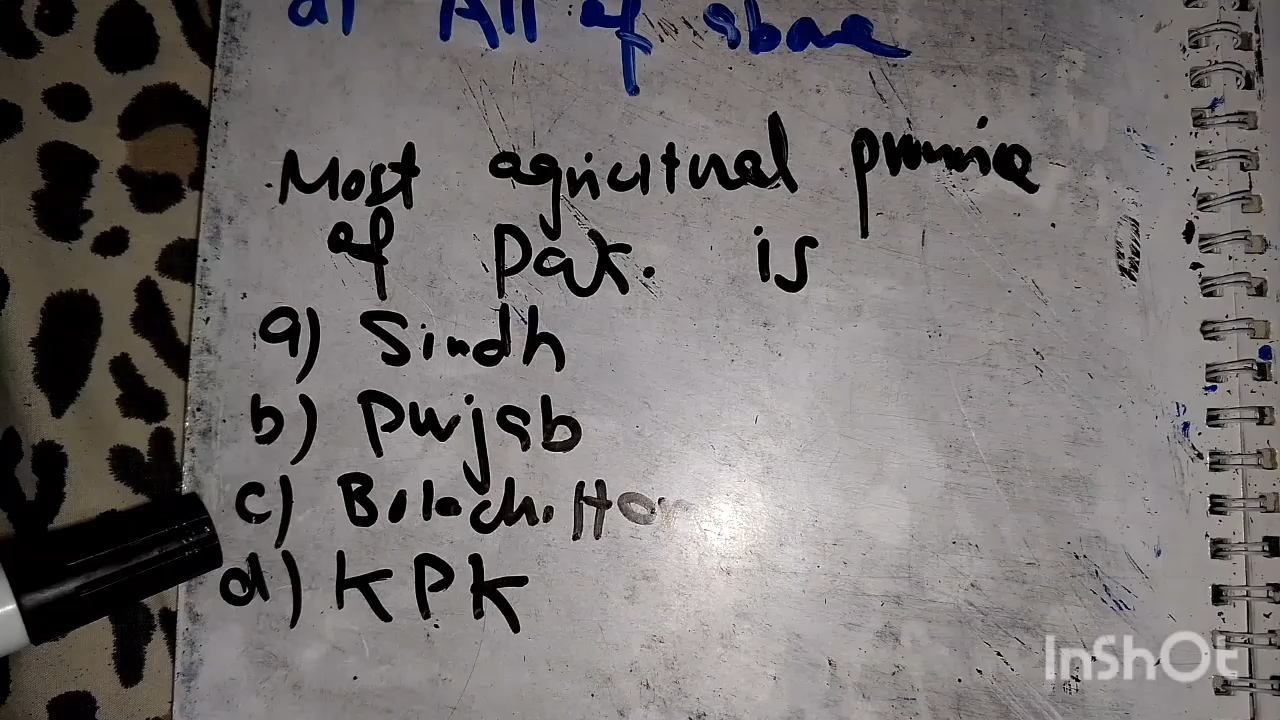 d) All of above
Most agricultural province
of Pak. is
a) Sindh
b) Punjab
c) Balochistan
d) KPK
InShOt